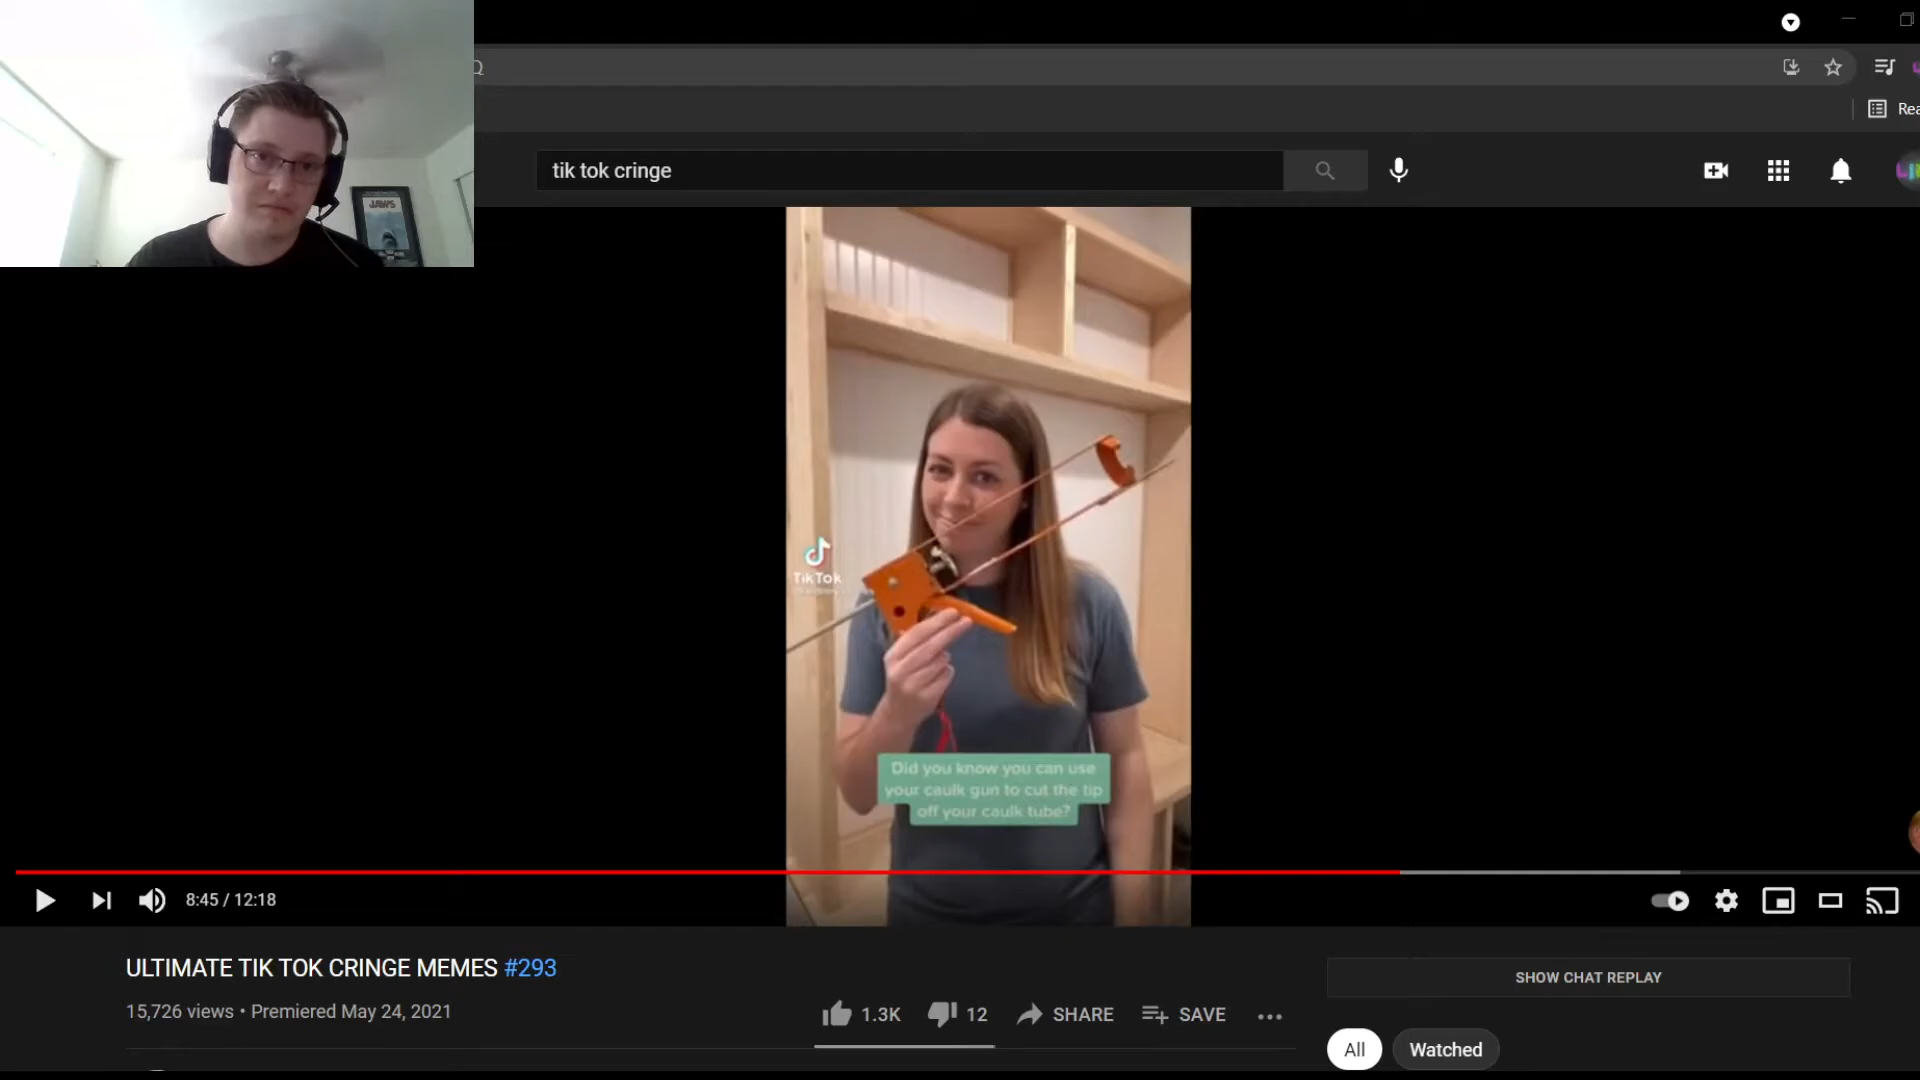 JAWS
Rea
tik tok cringe
TikTok
Did you know you can use
your caulk gun to cut the tip
off your caulk tube?
8:45 / 12:18
ULTIMATE TIK TOK CRINGE MEMES #293
15,726 views • Premiered May 24, 2021
1.3K
12
SHARE
SAVE
SHOW CHAT REPLAY
All
Watched